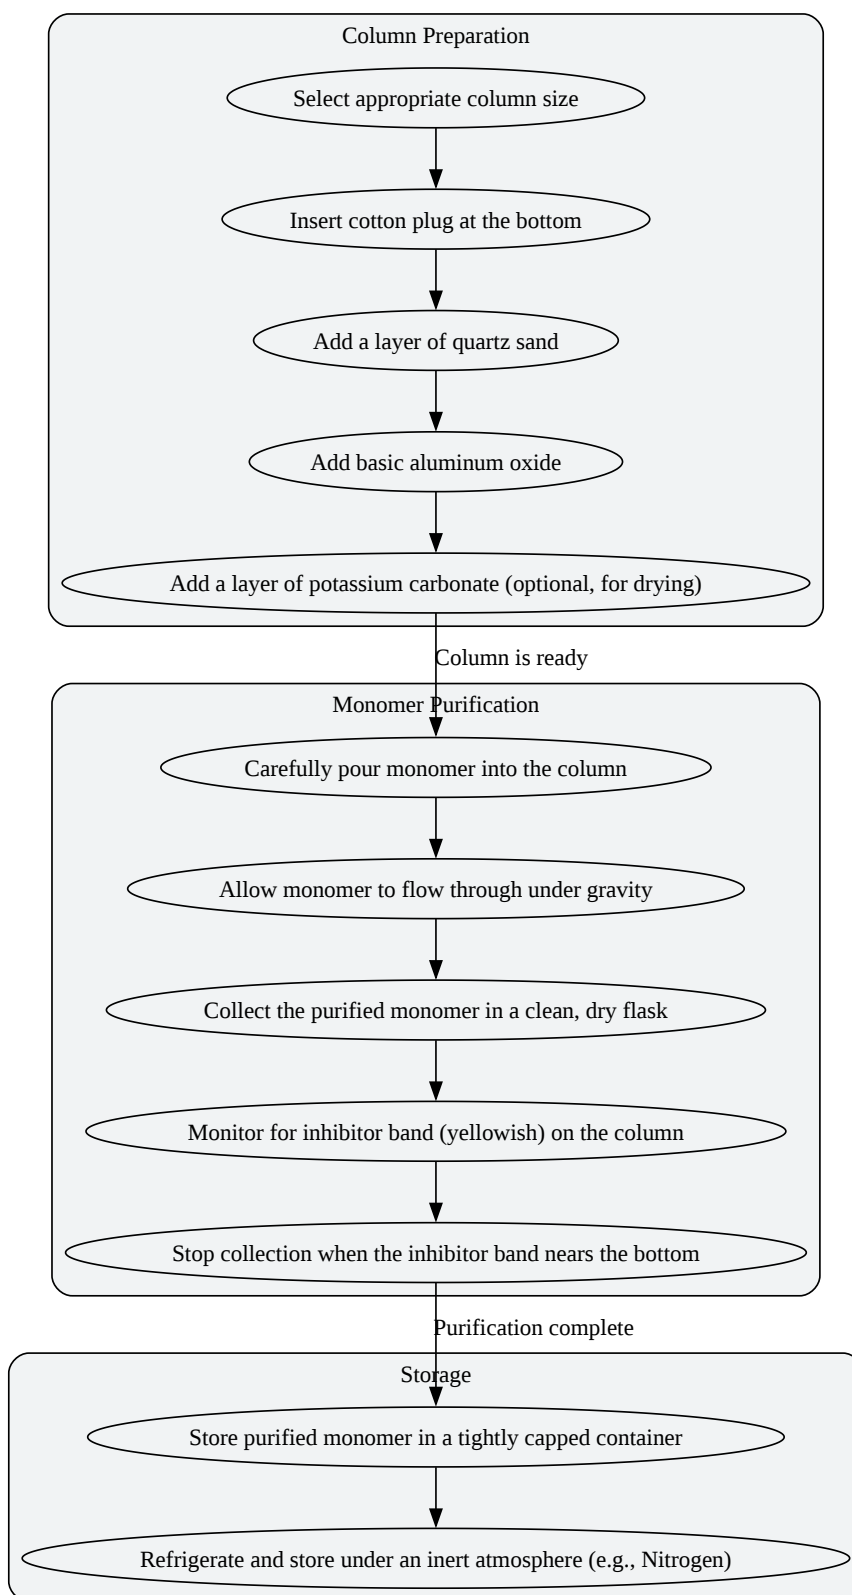 Column Preparation
Select appropriate column size
Insert cotton plug at the bottom
Add a layer of quartz sand
Add basic aluminum oxide
Add a layer of potassium carbonate (optional, for drying)
Column is ready
Monomer Purification
Carefully pour monomer into the column
Allow monomer to flow through under gravity
Collect the purified monomer in a clean, dry flask
Monitor for inhibitor band (yellowish) on the column
Stop collection when the inhibitor band nears the bottom
Purification complete
Storage
Store purified monomer in a tightly capped container
Refrigerate and store under an inert atmosphere (e.g., Nitrogen)